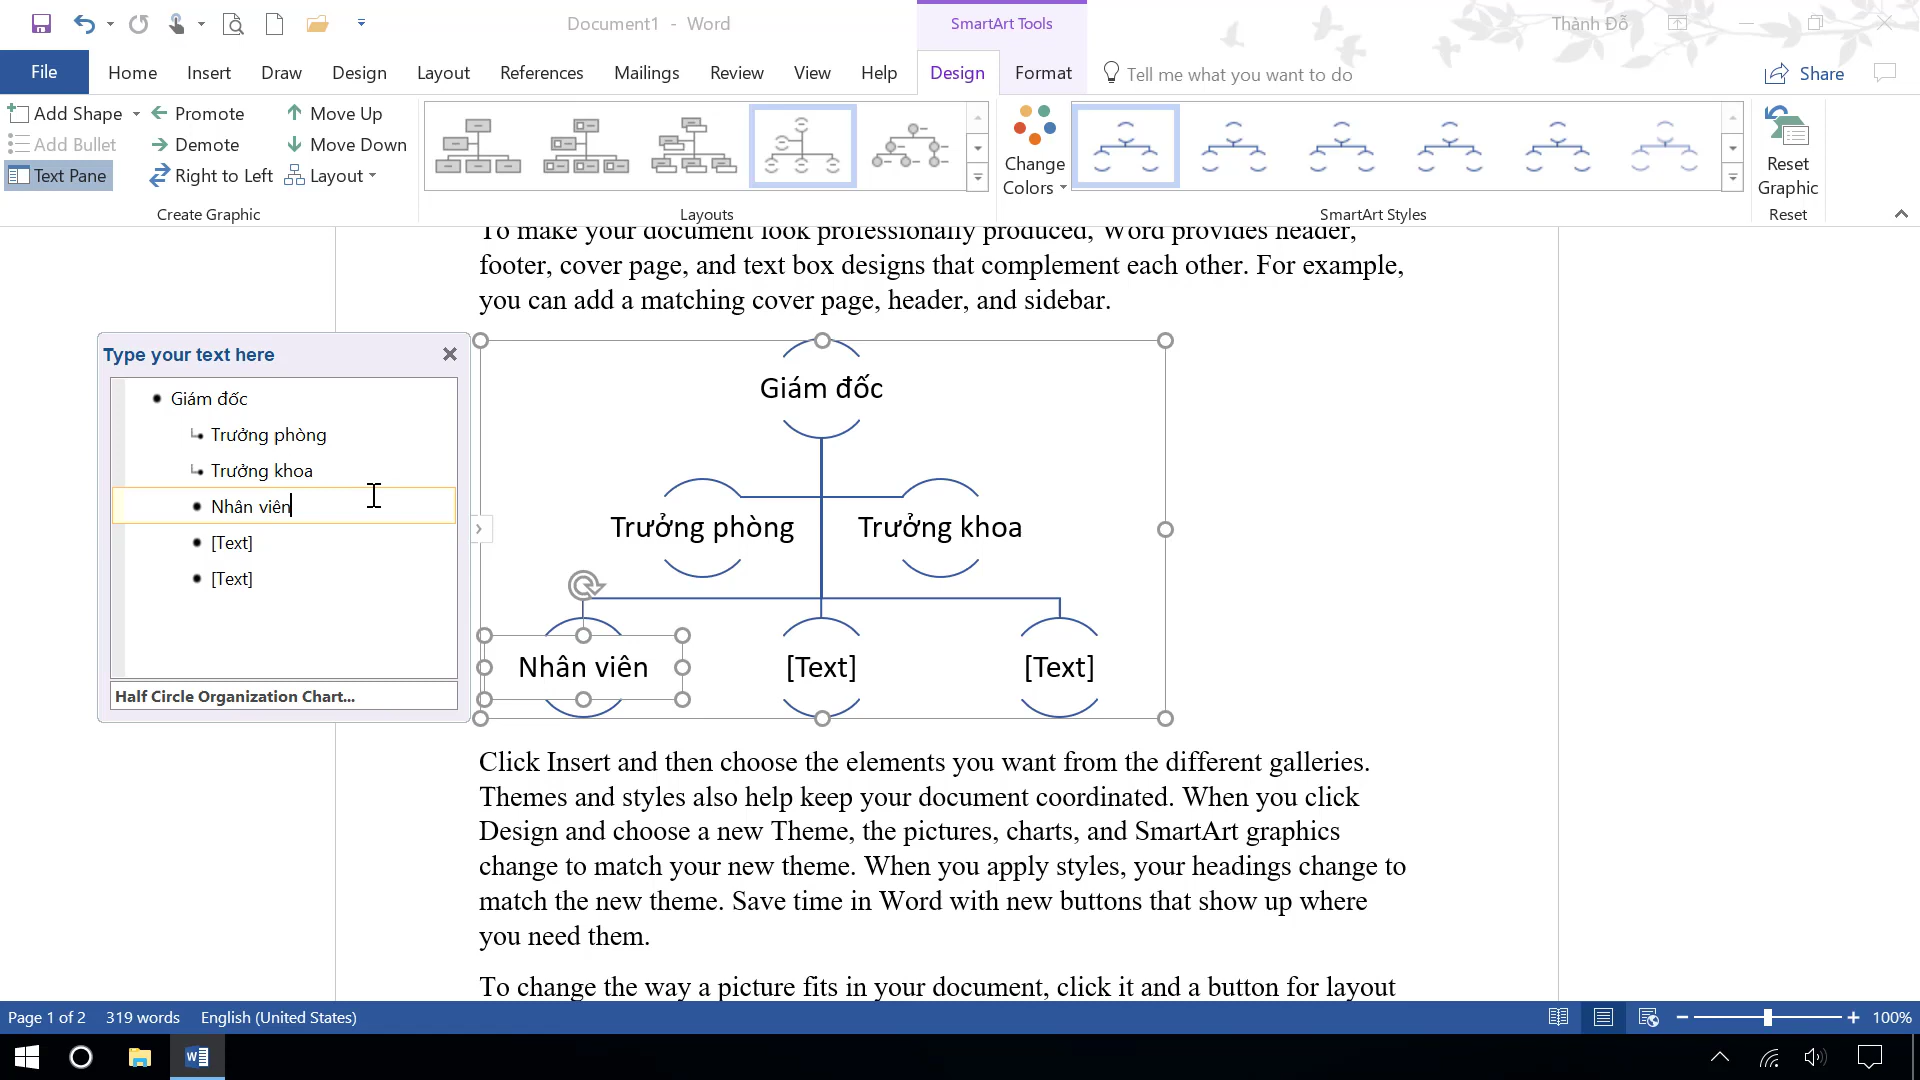 Document1 - Word
SmartArt Tools
Thành Đỗ
File
Home
Insert
Draw
Design
Layout
References
Mailings
Review
View
Help
Design
Format
Tell me what you want to do
Share
Add Shape
Promote
Move Up
Add Bullet
Demote
Move Down
Text Pane
Right to Left
Layout
Create Graphic
Layouts
Change
Colors
SmartArt Styles
Reset
Graphic
Reset
To make your document look professionally produced, Word provides header,
footer, cover page, and text box designs that complement each other. For example,
you can add a matching cover page, header, and sidebar.
Type your text here
Giám đốc
Trưởng phòng
Trưởng khoa
Nhân viên
[Text]
[Text]
Half Circle Organization Chart...
Giám đốc
Trưởng phòng
Trưởng khoa
Nhân viên
[Text]
[Text]
Click Insert and then choose the elements you want from the different galleries.
Themes and styles also help keep your document coordinated. When you click
Design and choose a new Theme, the pictures, charts, and SmartArt graphics
change to match your new theme. When you apply styles, your headings change to
match the new theme. Save time in Word with new buttons that show up where
you need them.
To change the way a picture fits in your document, click it and a button for layout
Page 1 of 2
319 words
English (United States)
100%